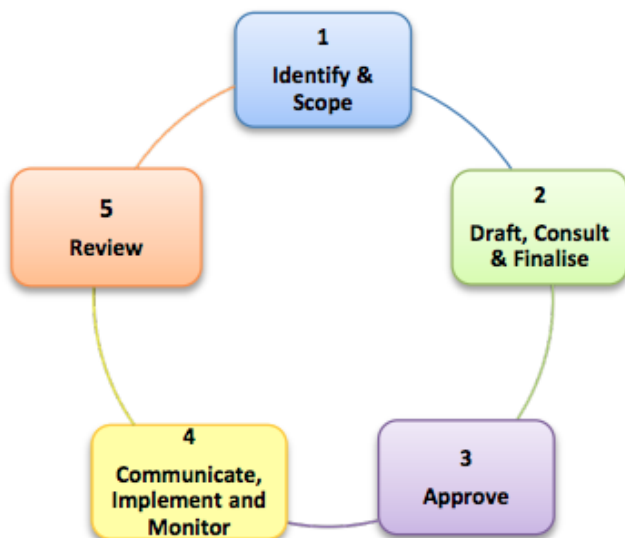 1
Identify &
Scope
2
Draft, Consult
& Finalise
3
Approve
4
Communicate,
Implement and
Monitor
5
Review